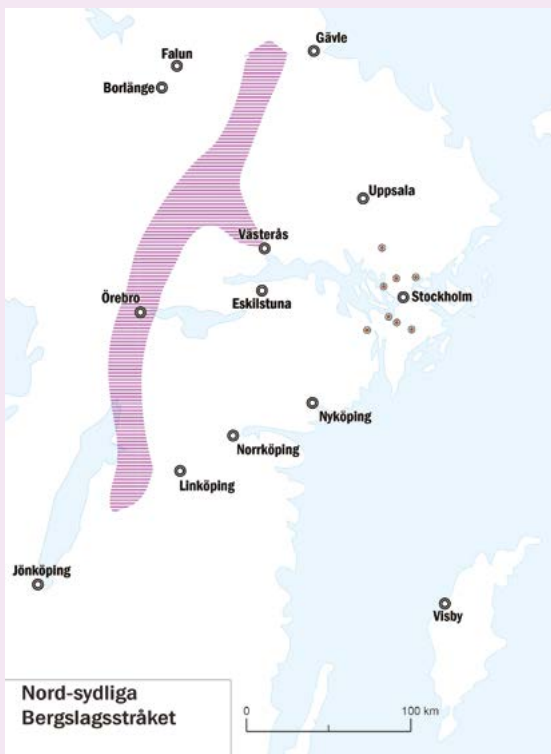 Gävle
Falun
Borlänge
Uppsala
Västerås
Örebro
Eskilstuna
Stockholm
Nyköping
Norrköping
Linköping
Jönköping
Visby
Nord-sydliga
Bergslagsstråket
0
100 km